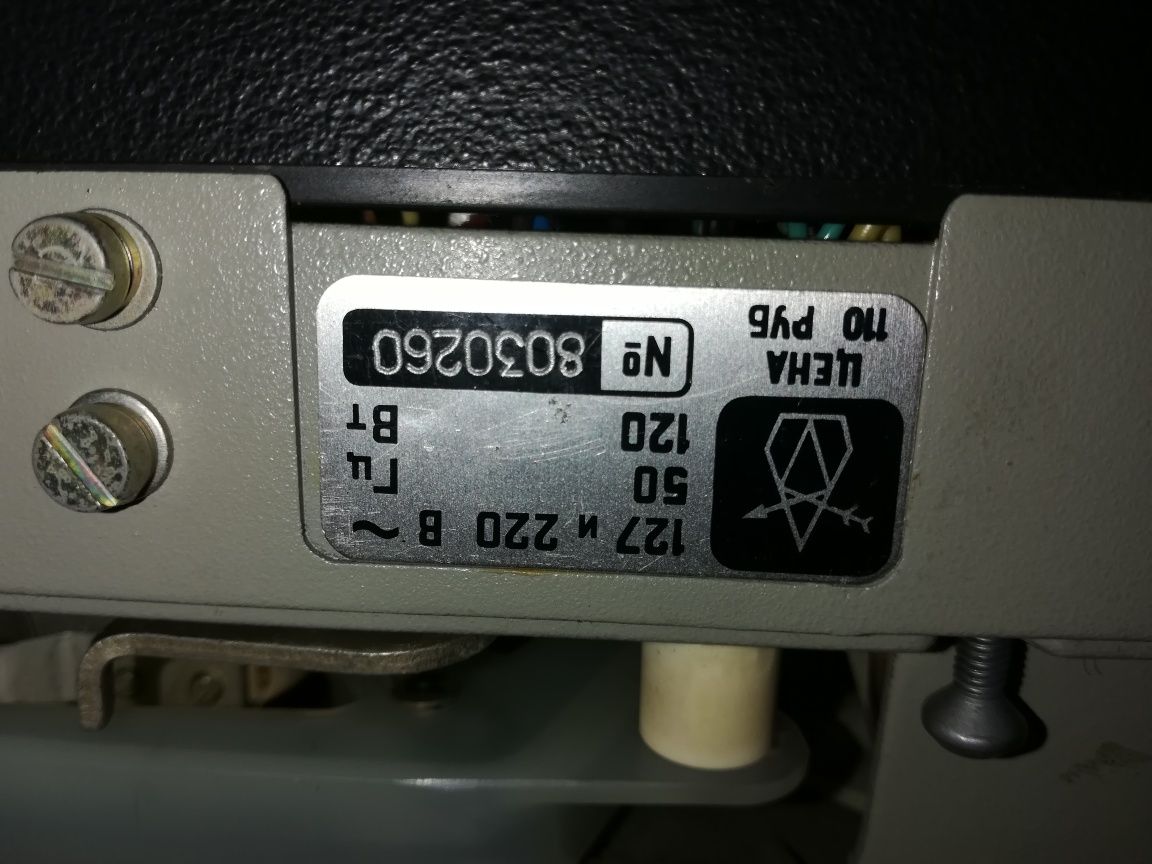 127 и 220 В ~
50 Гц
120 Вт
№ 8030260
ЦЕНА
110 РУБ